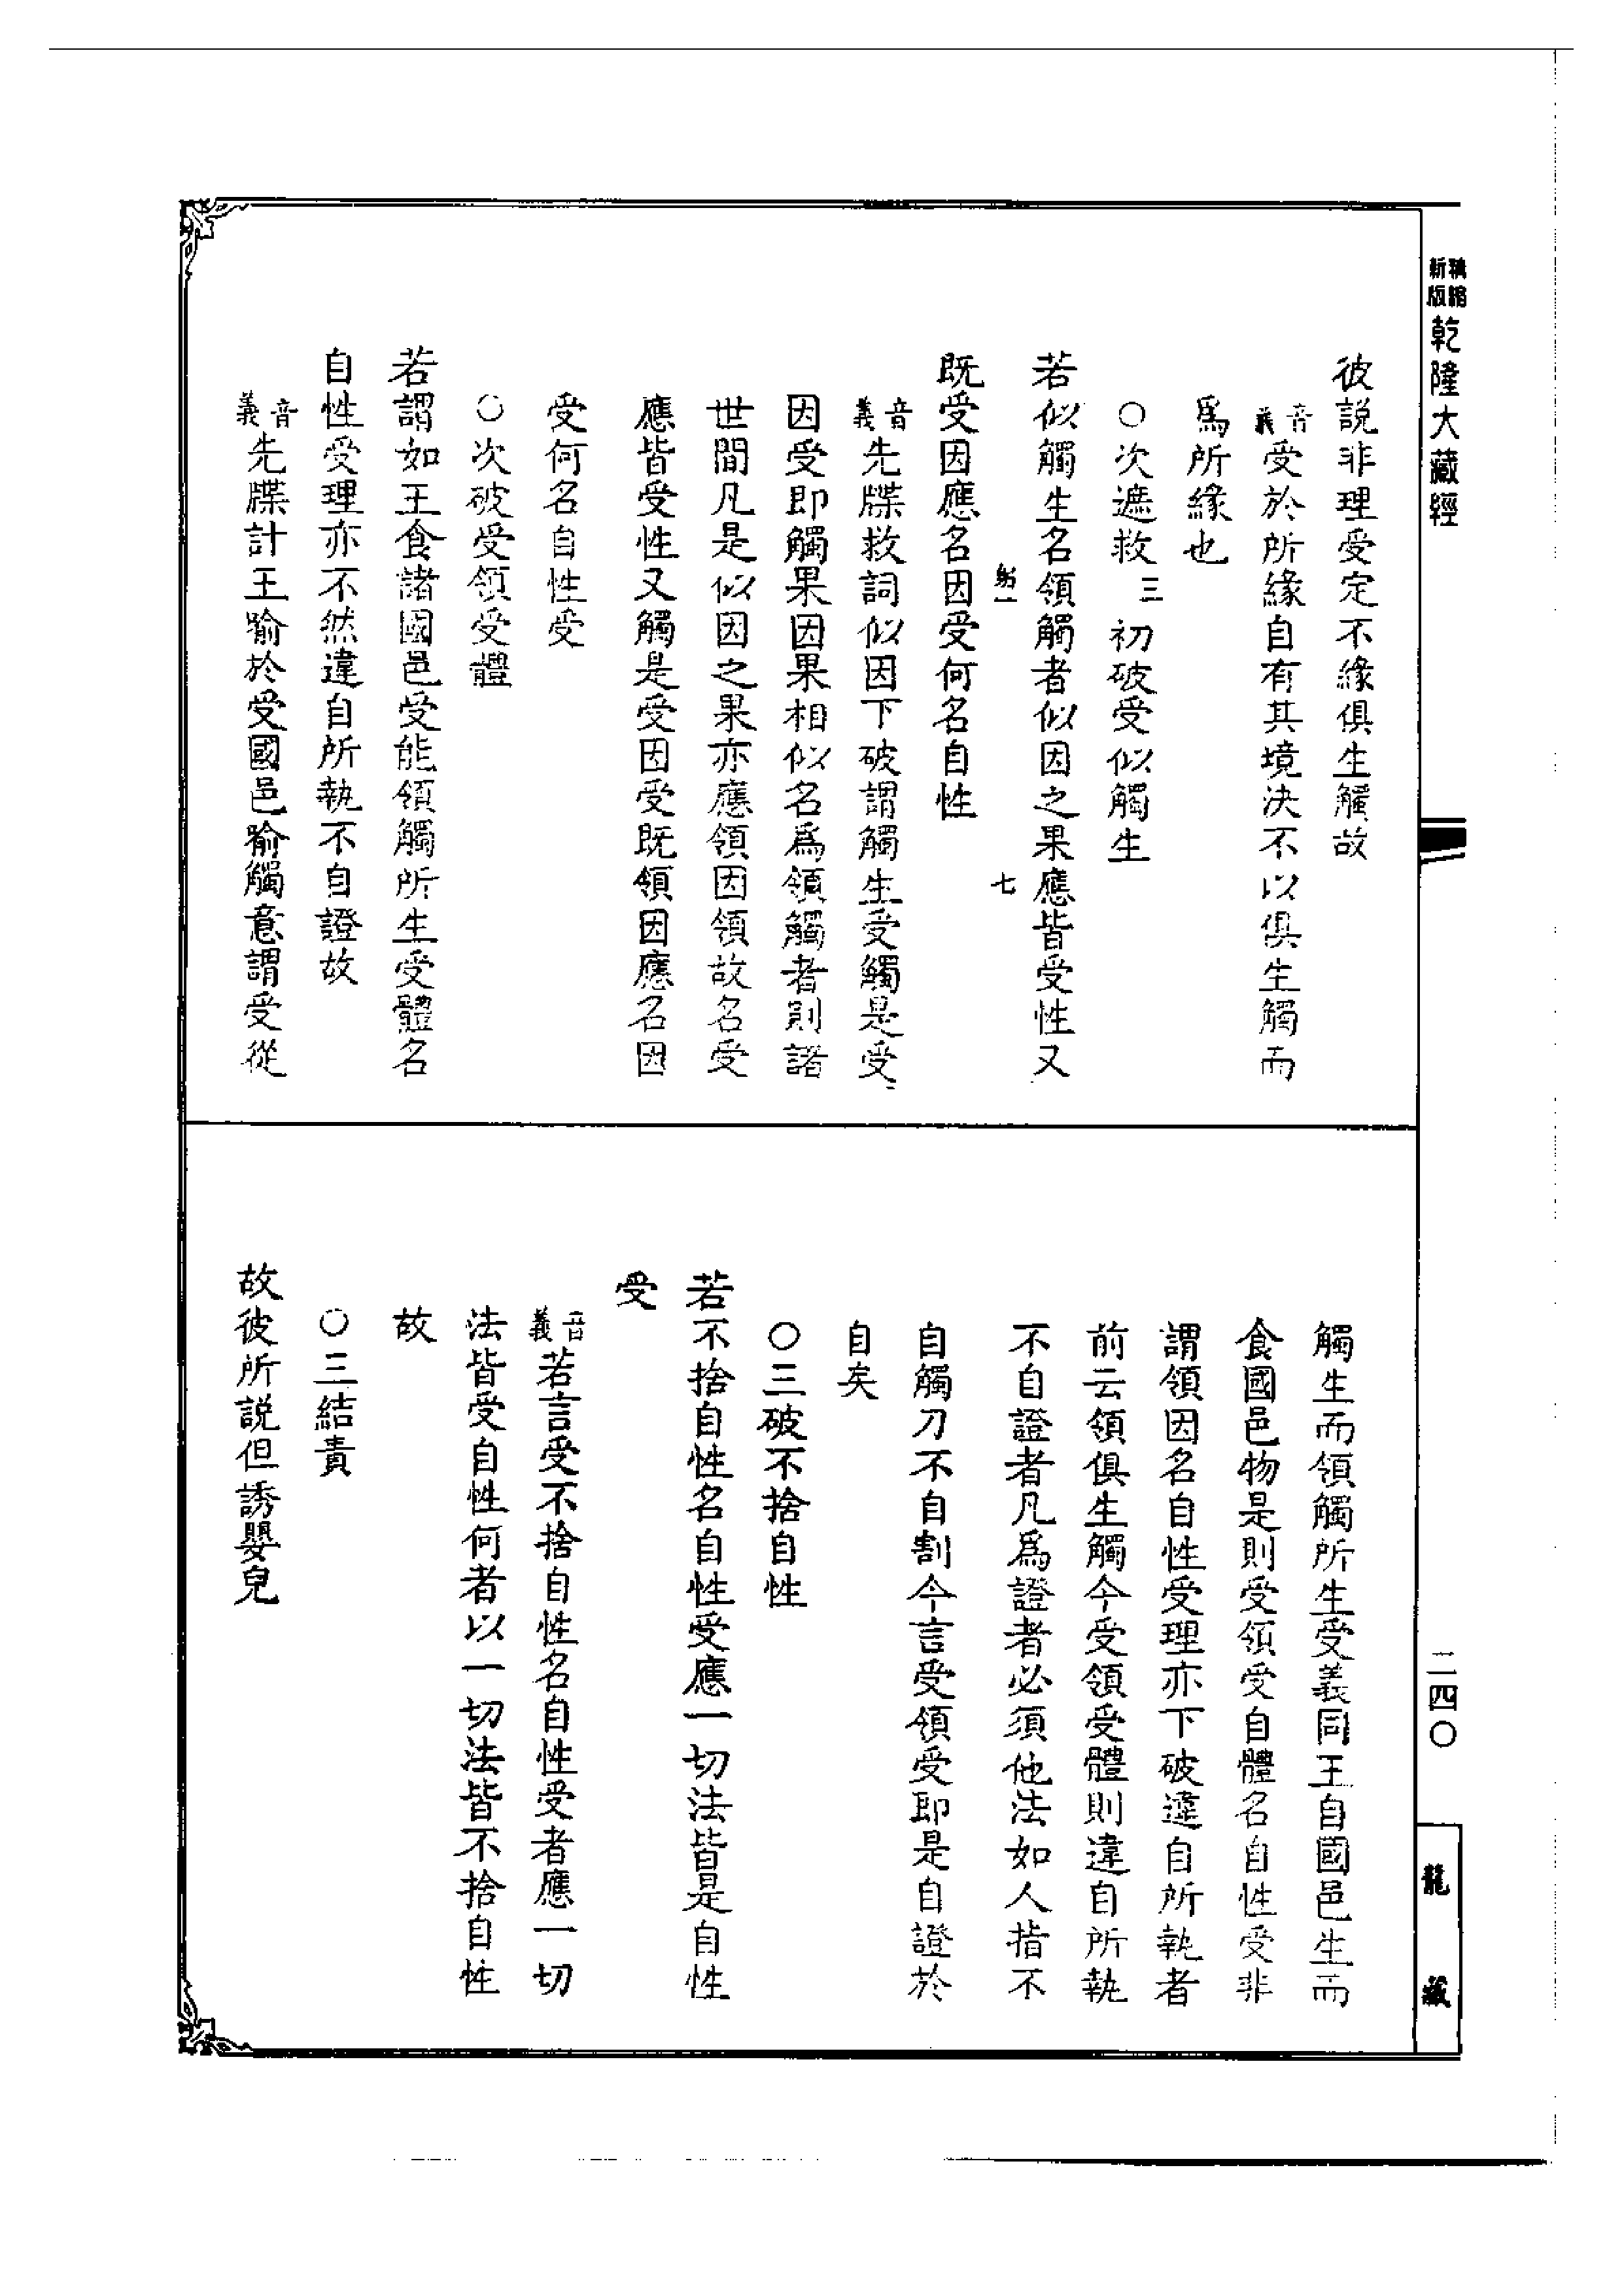 精縮新版 乾隆大藏經
彼説非理受定不緣俱生觸故
音義受於所緣自有其境决不以俱生觸而
爲所緣也
○次遮救三 初破受似觸生
若似觸生名領觸者似因之果應皆受性又
七
既受因應名因受何名自性
音義先牒救詞似因下破謂觸生受觸是受
因受即觸果因果相似名爲領觸者則諸
世間凡是似因之果亦應領因領故名受
應皆受性又觸是受因受既領因應名因
受何名自性受
○次破受領受體
若謂如王食諸國邑受能領觸所生受體名
自性受理亦不然違自所執不自證故
音義先牒計王喻於受國邑喻觸意謂受從
觸生而領觸所生受義同王自國邑生而
食國邑物是則受領受自體名自性受非
謂領因名自性受理亦下破違自所執者
前云領俱生觸今受領受體則違自所執
不自證者凡爲證者必須他法如人指不
自觸刀不自割今言受領受即是自證於
自矣
○三破不捨自性
若不捨自性名自性受應一切法皆是自性
受
音義若言受不捨自性名自性受者應一切
法皆受自性何者以一切法皆不捨自性
故
○三結責
故彼所説但誘嬰兒
二四〇
龍藏